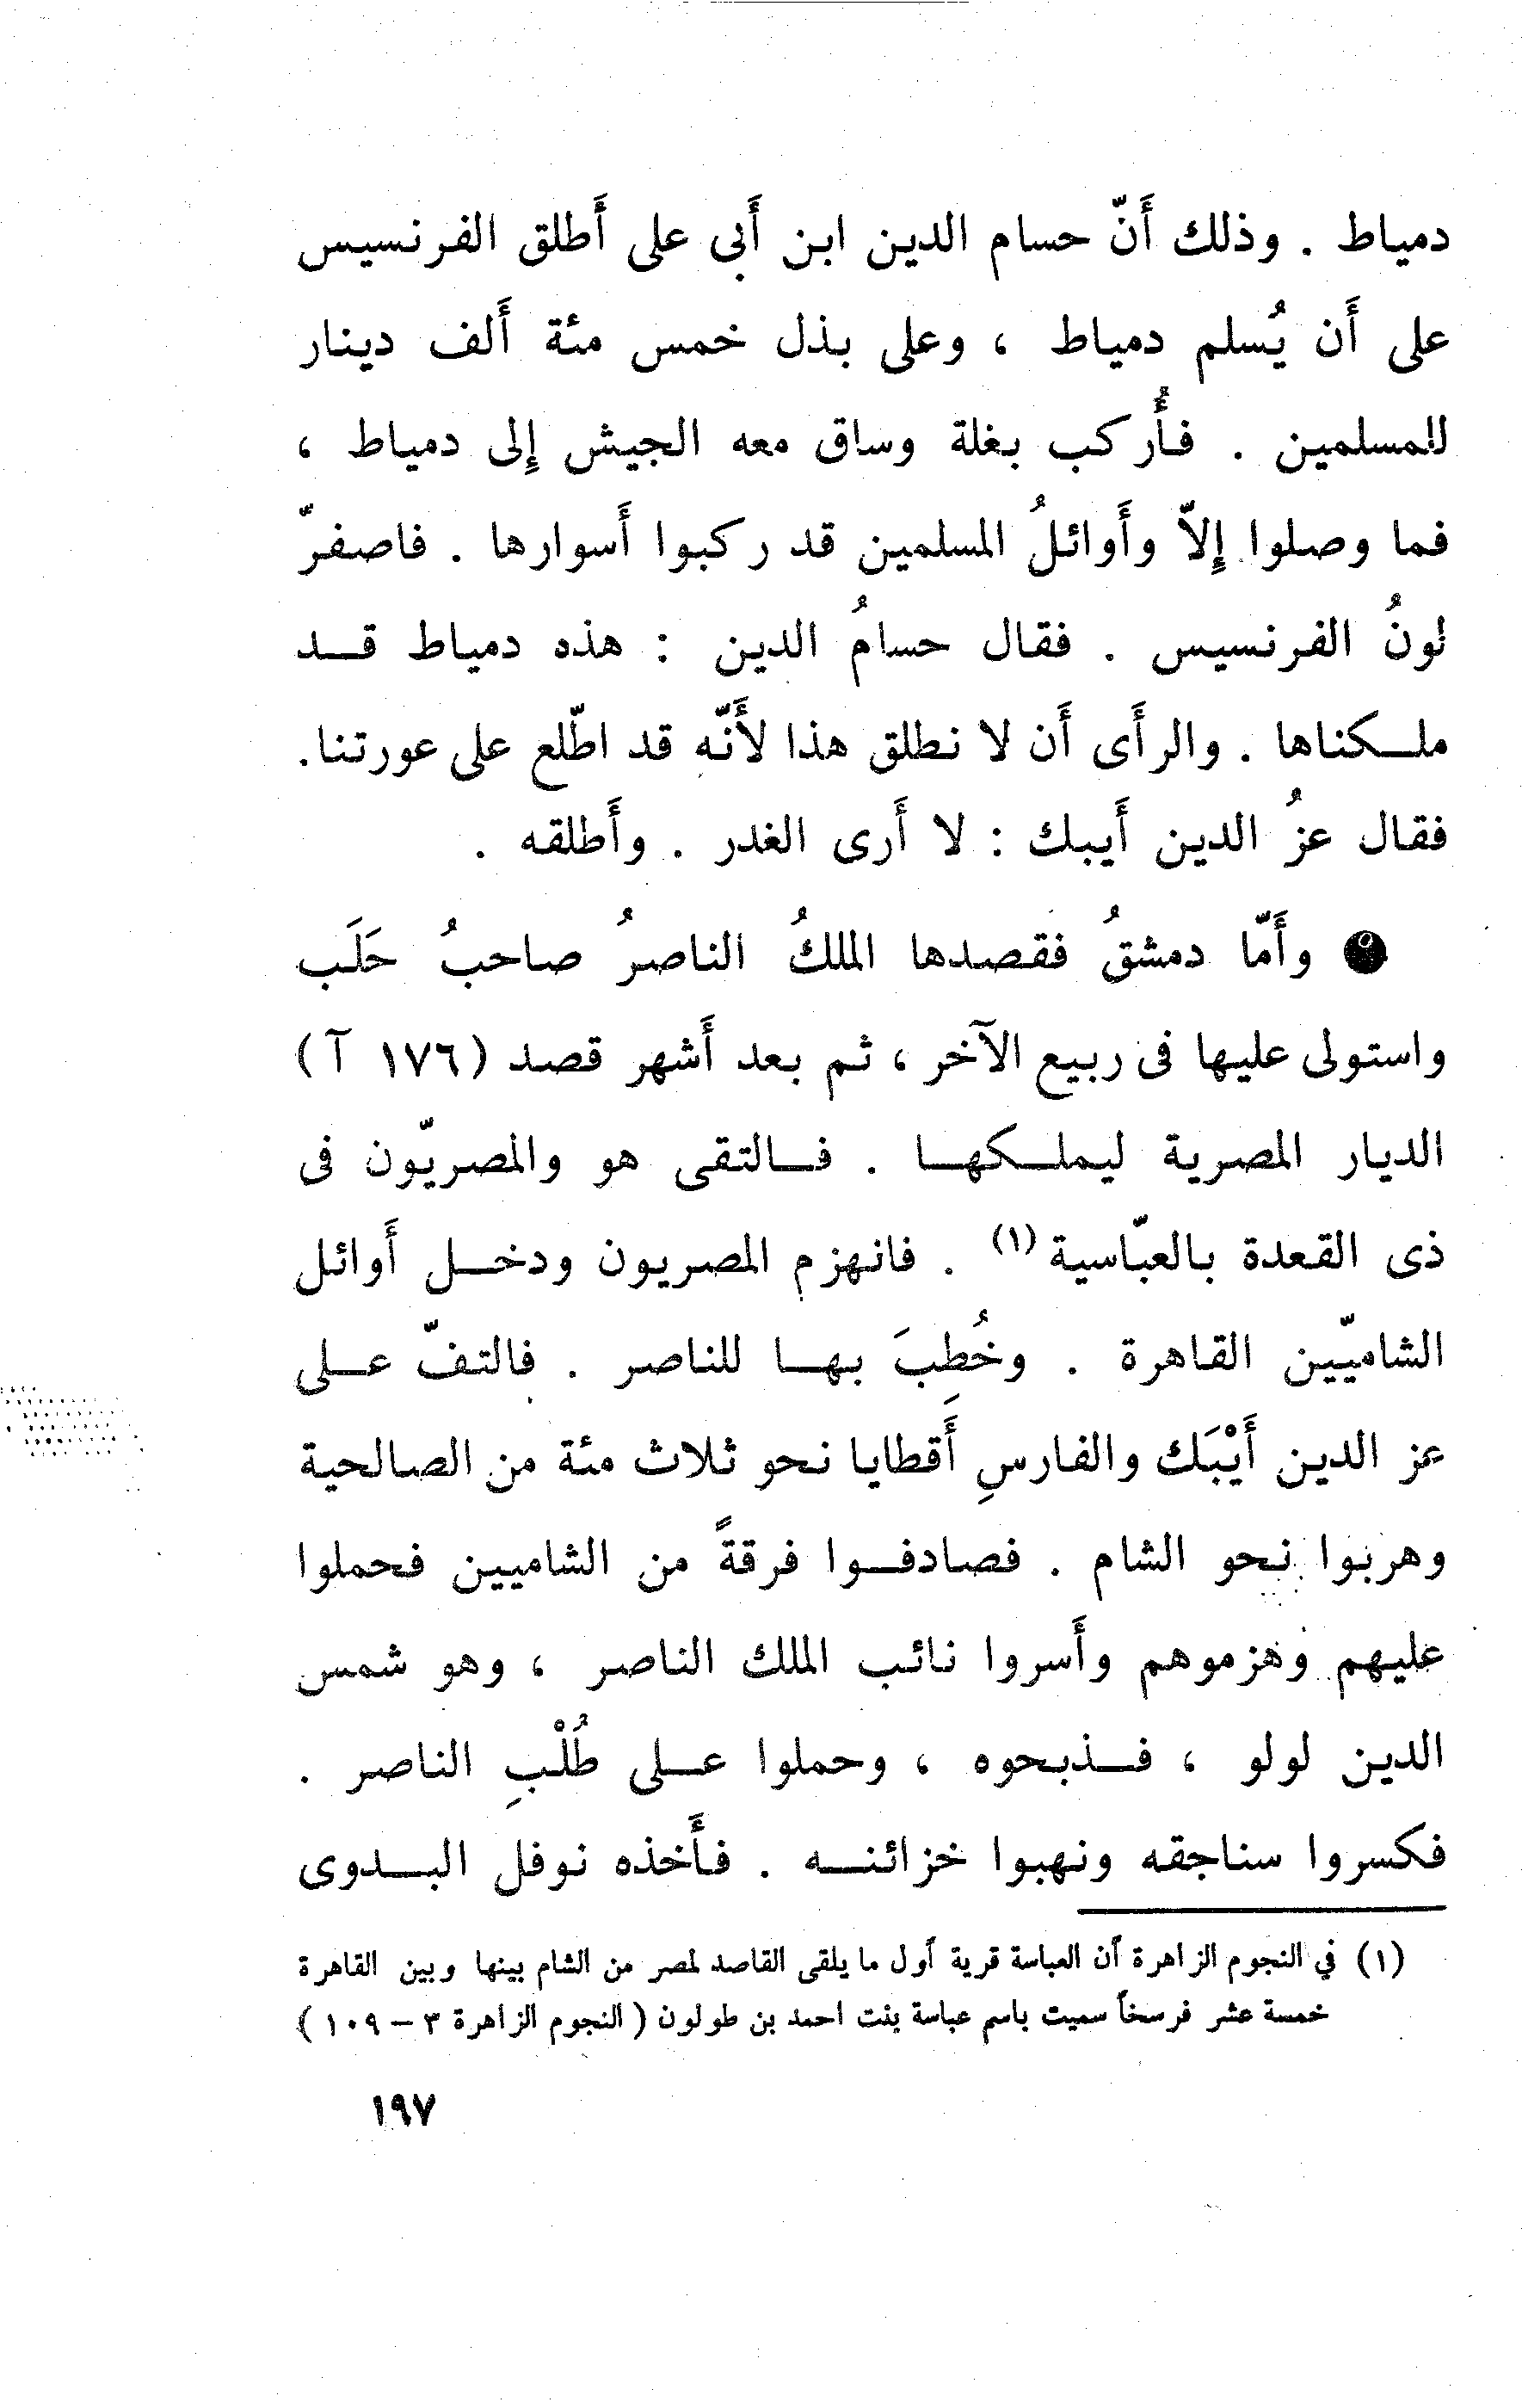 دمياط . وذلك أَنّ حسام الدين ابن أَبى على أَطلق الفرنسيس
على أَن يُسلم دمياط ، وعلى بذل خمس مئة أَلف دينار
للمسلمين . فأُركب بغلة وساق معه الجيش إِلى دمياط ،
فما وصلوا إِلاّ وأَوائلُ المسلمين قد ركبوا أَسوارها . فاصفرّ
لونُ الفرنسيس . فقال حسامُ الدين : هذه دمياط قد
ملكناها . والرأَى أَن لا نطلق هذا لأَنّه قد اطّلع على عورتنا .
فقال عزُ الدين أَيبك : لا أَرى الغدر . وأَطلقه .
● وأَمّا دمشقُ فقصدها الملكُ الناصرُ صاحبُ حَلَب
واستولى عليها فى ربيع الآخر ، ثم بعد أَشهر قصد (١٧٦ آ)
الديار المصرية ليملكها . فالتقى هو والمصريّون فى
ذى القعدة بالعبّاسية (١) . فانهزم المصريون ودخل أَوائل
الشاميّين القاهرة . وخُطِبَ بها للناصر . فالتفّ على
عز الدين أَيْبَك والفارسِ أَقطايا نحو ثلاث مئة من الصالحية
وهربوا نحو الشام . فصادفوا فرقةً من الشاميين فحملوا
عليهم وهزموهم وأَسروا نائب الملك الناصر ، وهو شمس
الدين لولو ، فذبحوه ، وحملوا على طُلْبِ الناصر .
فكسروا سناجقه ونهبوا خزائنه . فأَخذه نوفل البدوى
(١) في النجوم الزاهرة أن العباسة قرية أول ما يلقى القاصد لمصر من الشام بينها وبين القاهرة
خمسة عشر فرسخاً سميت باسم عباسة بنت احمد بن طولون ( النجوم الزاهرة ٣ – ١٠٩ )
١٩٧